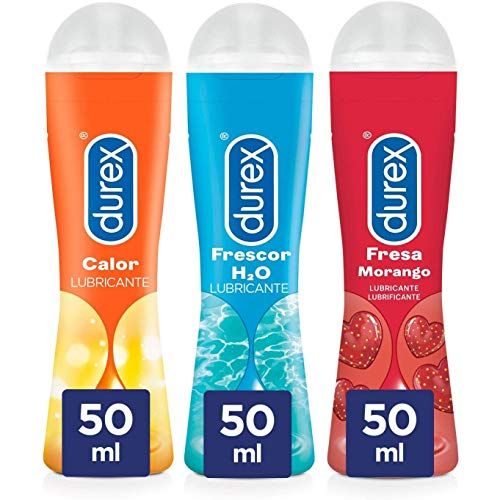 durex®
Calor
LUBRICANTE
50
ml
durex®
Frescor
H₂O
LUBRICANTE
50
ml
durex®
Fresa
Morango
LUBRICANTE
LUBRIFICANTE
50
ml